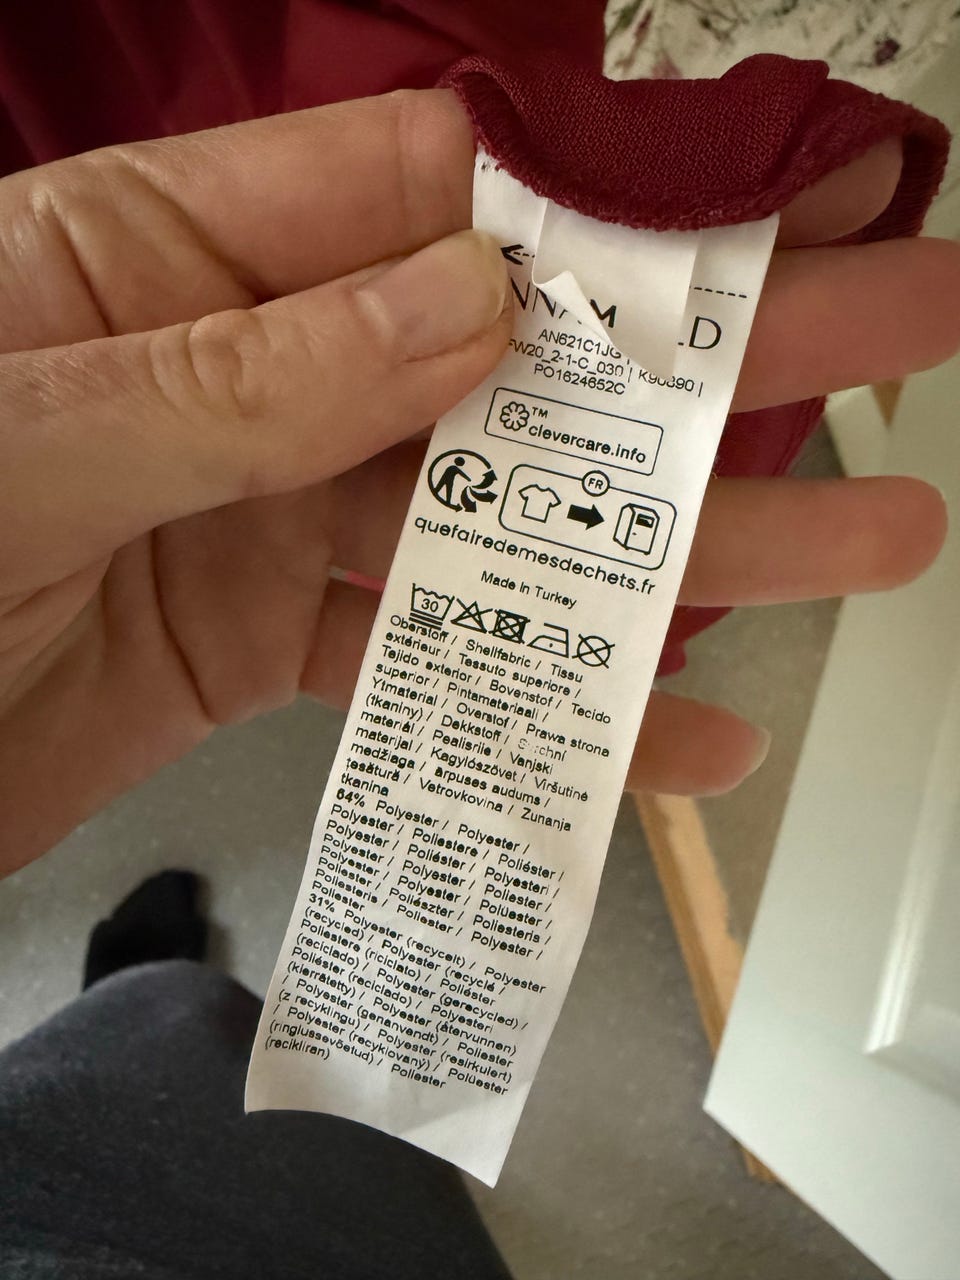 M
D
AN621C1JG
FW20_2-1-C_030 | K90890 |
PO1624652C
TM
clevercare.info
FR
quefairedemesdechets.fr
Made in Turkey
30
Oberstoff / Shellfabric / Tissu
extérieur / Tessuto superiore /
Tejido exterior / Bovenstof / Tecido
superior / Pintamateriaali /
Ytmaterial / Overstof / Prawa strona
(tkaniny) / Dekkstoff / Svrchní
materiál / Pealisriie / Vanjski
materijal / Kagylószövet / Viršutinė
medžiaga / ārpuses audums /
tesătură / Vetrovkovina / Zunanja
tkanina
64% Polyester / Polyester /
Polyester / Poliestere / Poliéster /
Polyester / Poliéster / Polyesteri /
Polyester / Polyester / Poliester /
Polyester / Polyester / Polüester /
Poliester / Poliészter / Poliesteris /
Poliesteris / Poliester / Polyester /
Poliester
31% Polyester (recycelt) / Polyester
(recycled) / Polyester (recyclé /
Poliestere (riciclato) / Poliéster
(reciclado) / Polyester (gerecycled) /
Poliéster (reciclado) / Polyesteri
(kierrätetty) / Polyester (återvunnen)
/ Polyester (genanvendt) / Poliester
(z recyklingu) / Polyester (resirkulert)
/ Polyester (recyklovaný) / Polüester
(ringlussevõetud) / Poliester
(recikliran)